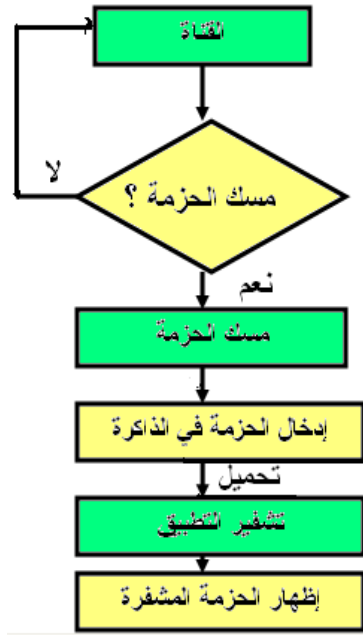 القناة
مسك الحزمة ؟
لا
نعم
مسك الحزمة
إدخال الحزمة في الذاكرة
تحميل
تشفير التطبيق
إظهار الحزمة المشفرة